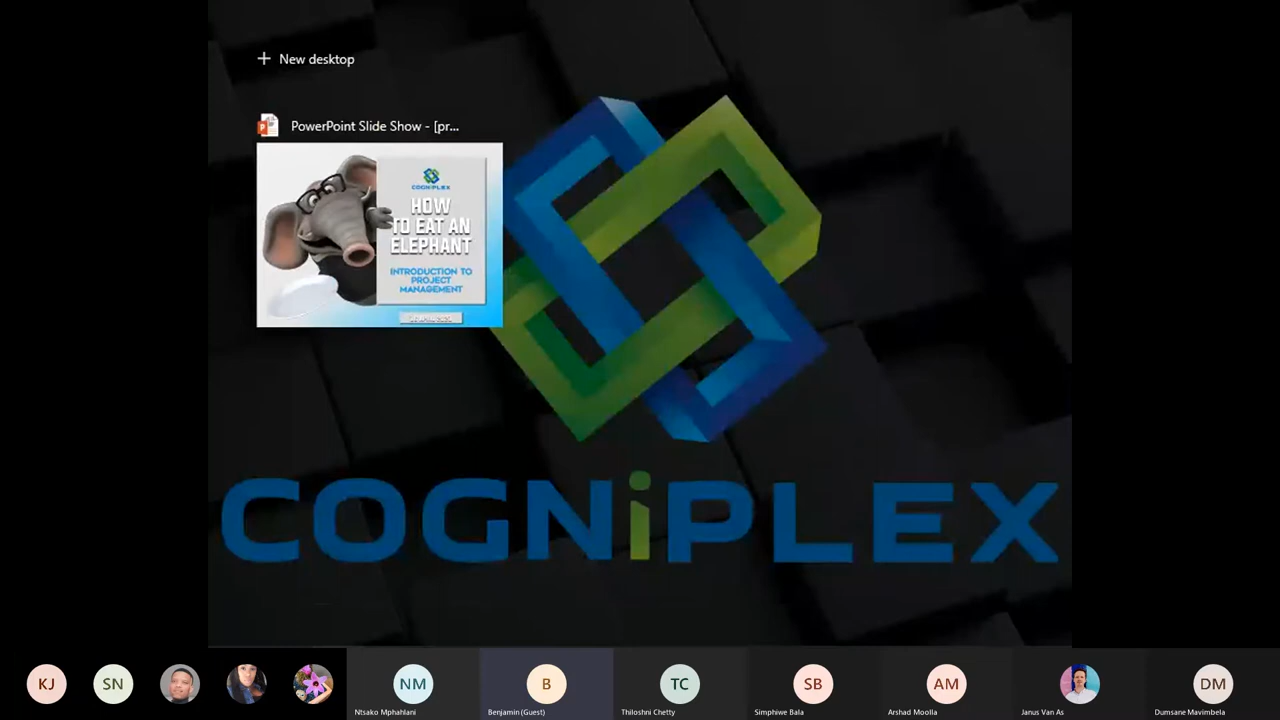 New desktop
PowerPoint Slide Show - [pr...
COGNiPLEX
HOW
TO EAT AN
ELEPHANT
INTRODUCTION TO
PROJECT
MANAGEMENT
COGNiPLEX
KJ
SN
NM
B
TC
SB
AM
DM
Ntsako Mphahlani
Benjamin (Guest)
Thiloshni Chetty
Simphiwe Bala
Arshad Moolla
Janus Van As
Dumsane Mavimbela